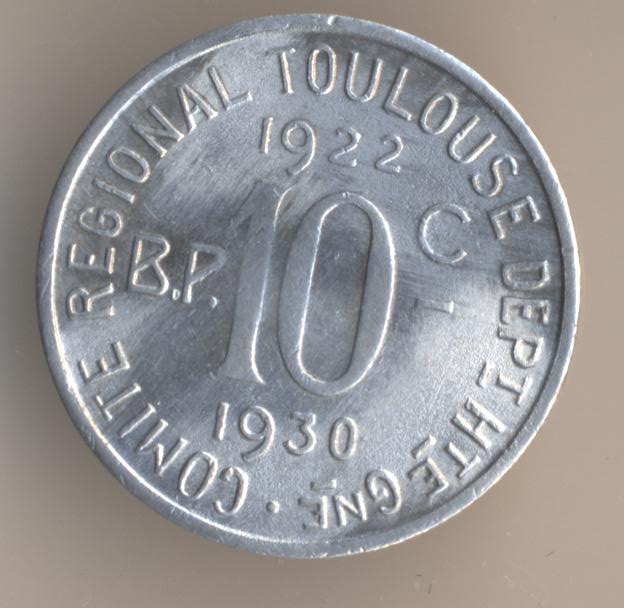 COMITE REGIONAL TOULOUSE DEPT HTE GNE ·
1922
B.P. 10 C
1930